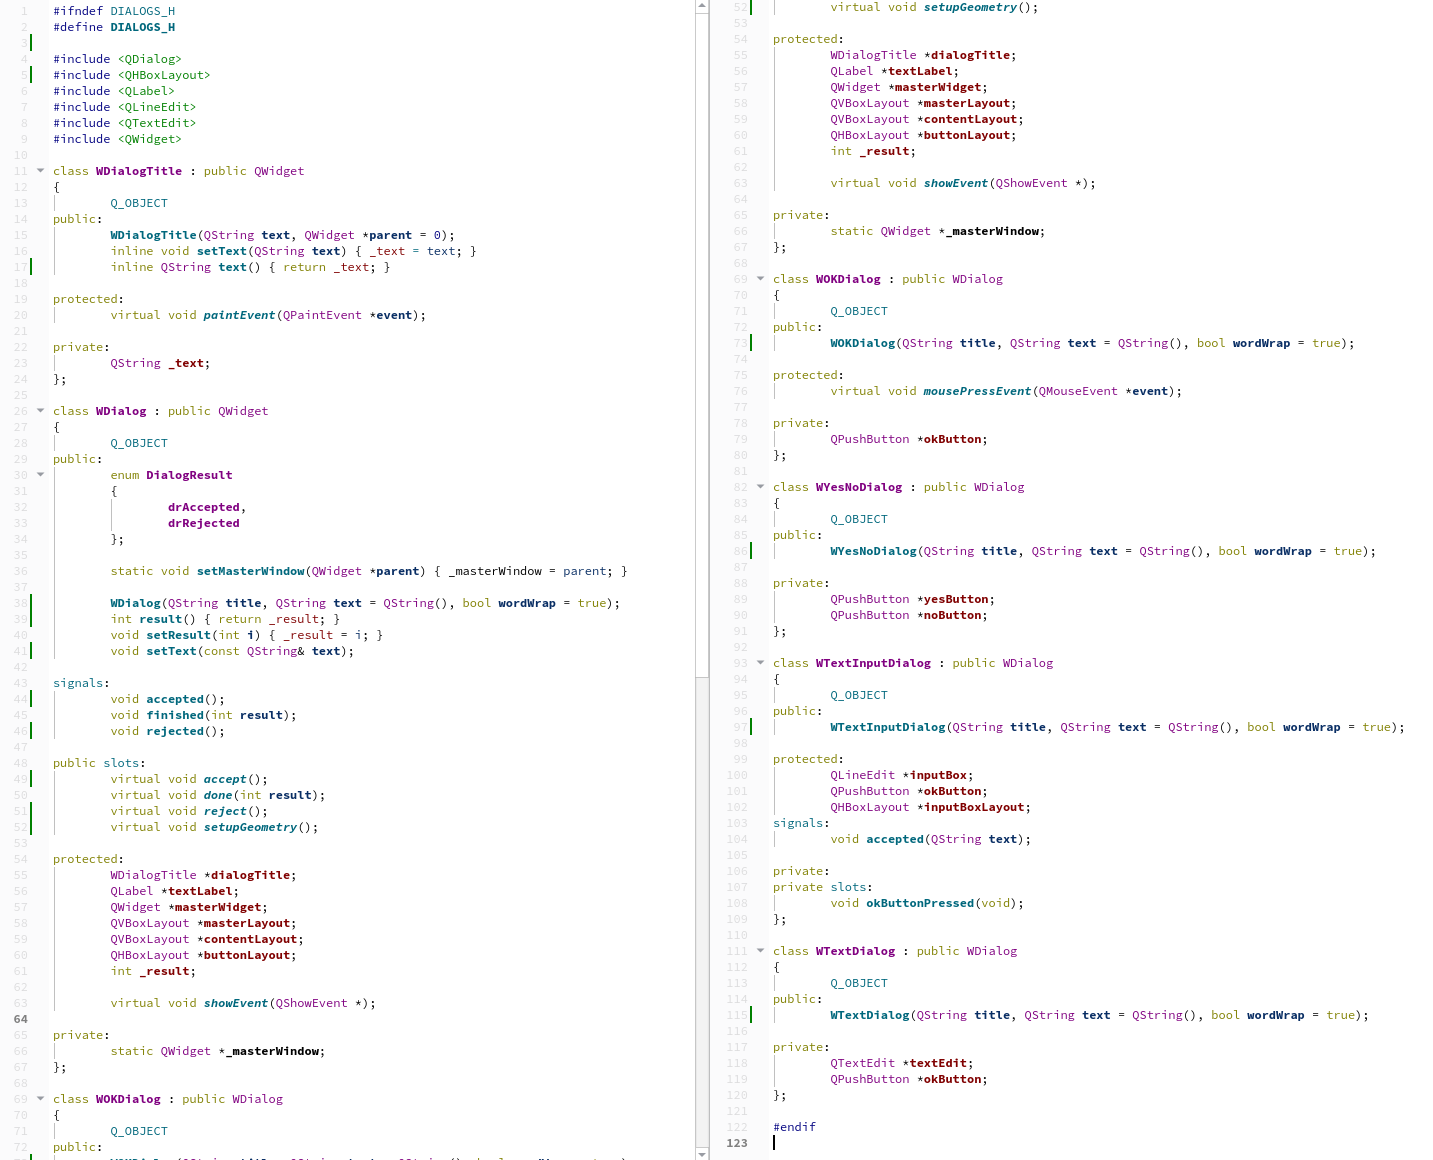 1 #ifndef DIALOGS_H
2 #define DIALOGS_H
3
4 #include <QDialog>
5 #include <QHBoxLayout>
6 #include <QLabel>
7 #include <QLineEdit>
8 #include <QTextEdit>
9 #include <QWidget>
10
11 class WDialogTitle : public QWidget
12 {
13 Q_OBJECT
14 public:
15 WDialogTitle(QString text, QWidget *parent = 0);
16 inline void setText(QString text) { _text = text; }
17 inline QString text() { return _text; }
18
19 protected:
20 virtual void paintEvent(QPaintEvent *event);
21
22 private:
23 QString _text;
24 };
25
26 class WDialog : public QWidget
27 {
28 Q_OBJECT
29 public:
30 enum DialogResult
31 {
32 drAccepted,
33 drRejected
34 };
35
36 static void setMasterWindow(QWidget *parent) { _masterWindow = parent; }
37
38 WDialog(QString title, QString text = QString(), bool wordWrap = true);
39 int result() { return _result; }
40 void setResult(int i) { _result = i; }
41 void setText(const QString& text);
42
43 signals:
44 void accepted();
45 void finished(int result);
46 void rejected();
47
48 public slots:
49 virtual void accept();
50 virtual void done(int result);
51 virtual void reject();
52 virtual void setupGeometry();
53
54 protected:
55 WDialogTitle *dialogTitle;
56 QLabel *textLabel;
57 QWidget *masterWidget;
58 QVBoxLayout *masterLayout;
59 QVBoxLayout *contentLayout;
60 QHBoxLayout *buttonLayout;
61 int _result;
62
63 virtual void showEvent(QShowEvent *);
64
65 private:
66 static QWidget *_masterWindow;
67 };
68
69 class WOKDialog : public WDialog
70 {
71 Q_OBJECT
72 public:
52 virtual void setupGeometry();
53
54 protected:
55 WDialogTitle *dialogTitle;
56 QLabel *textLabel;
57 QWidget *masterWidget;
58 QVBoxLayout *masterLayout;
59 QVBoxLayout *contentLayout;
60 QHBoxLayout *buttonLayout;
61 int _result;
62
63 virtual void showEvent(QShowEvent *);
64
65 private:
66 static QWidget *_masterWindow;
67 };
68
69 class WOKDialog : public WDialog
70 {
71 Q_OBJECT
72 public:
73 WOKDialog(QString title, QString text = QString(), bool wordWrap = true);
74
75 protected:
76 virtual void mousePressEvent(QMouseEvent *event);
77
78 private:
79 QPushButton *okButton;
80 };
81
82 class WYesNoDialog : public WDialog
83 {
84 Q_OBJECT
85 public:
86 WYesNoDialog(QString title, QString text = QString(), bool wordWrap = true);
87
88 private:
89 QPushButton *yesButton;
90 QPushButton *noButton;
91 };
92
93 class WTextInputDialog : public WDialog
94 {
95 Q_OBJECT
96 public:
97 WTextInputDialog(QString title, QString text = QString(), bool wordWrap = true);
98
99 protected:
100 QLineEdit *inputBox;
101 QPushButton *okButton;
102 QHBoxLayout *inputBoxLayout;
103 signals:
104 void accepted(QString text);
105
106 private:
107 private slots:
108 void okButtonPressed(void);
109 };
110
111 class WTextDialog : public WDialog
112 {
113 Q_OBJECT
114 public:
115 WTextDialog(QString title, QString text = QString(), bool wordWrap = true);
116
117 private:
118 QTextEdit *textEdit;
119 QPushButton *okButton;
120 };
121
122 #endif
123